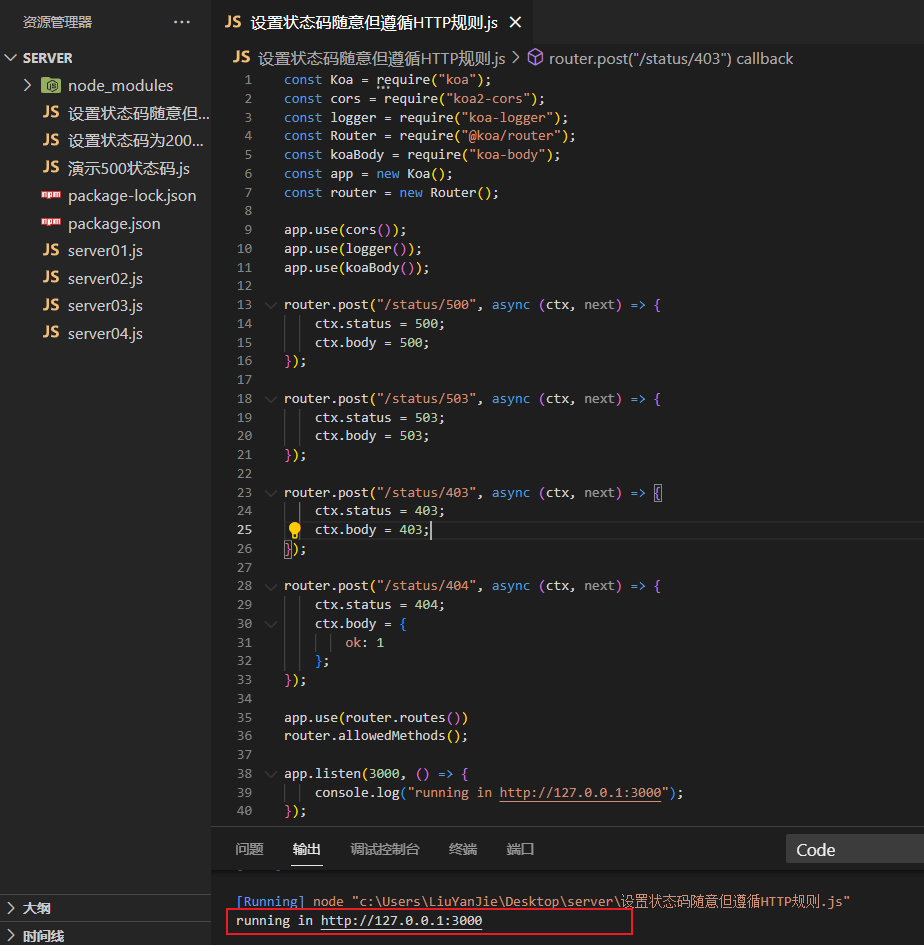 资源管理器
···
SERVER
node_modules
JS 设置状态码随意但...
JS 设置状态码为200...
JS 演示500状态码.js
npm package-lock.json
npm package.json
JS server01.js
JS server02.js
JS server03.js
JS server04.js
大纲
时间线
JS 设置状态码随意但遵循HTTP规则.js ×
JS 设置状态码随意但遵循HTTP规则.js > router.post("/status/403") callback
1 const Koa = require("koa");
2 const cors = require("koa2-cors");
3 const logger = require("koa-logger");
4 const Router = require("@koa/router");
5 const koaBody = require("koa-body");
6 const app = new Koa();
7 const router = new Router();
8
9 app.use(cors());
10 app.use(logger());
11 app.use(koaBody());
12
13 router.post("/status/500", async (ctx, next) => {
14 ctx.status = 500;
15 ctx.body = 500;
16 });
17
18 router.post("/status/503", async (ctx, next) => {
19 ctx.status = 503;
20 ctx.body = 503;
21 });
22
23 router.post("/status/403", async (ctx, next) => {
24 ctx.status = 403;
25 ctx.body = 403;
26 });
27
28 router.post("/status/404", async (ctx, next) => {
29 ctx.status = 404;
30 ctx.body = {
31 ok: 1
32 };
33 });
34
35 app.use(router.routes())
36 router.allowedMethods();
37
38 app.listen(3000, () => {
39 console.log("running in http://127.0.0.1:3000");
40 });
问题 输出 调试控制台 终端 端口
Code
[Running] node "c:\Users\LiuYanJie\Desktop\server\设置状态码随意但遵循HTTP规则.js"
running in http://127.0.0.1:3000